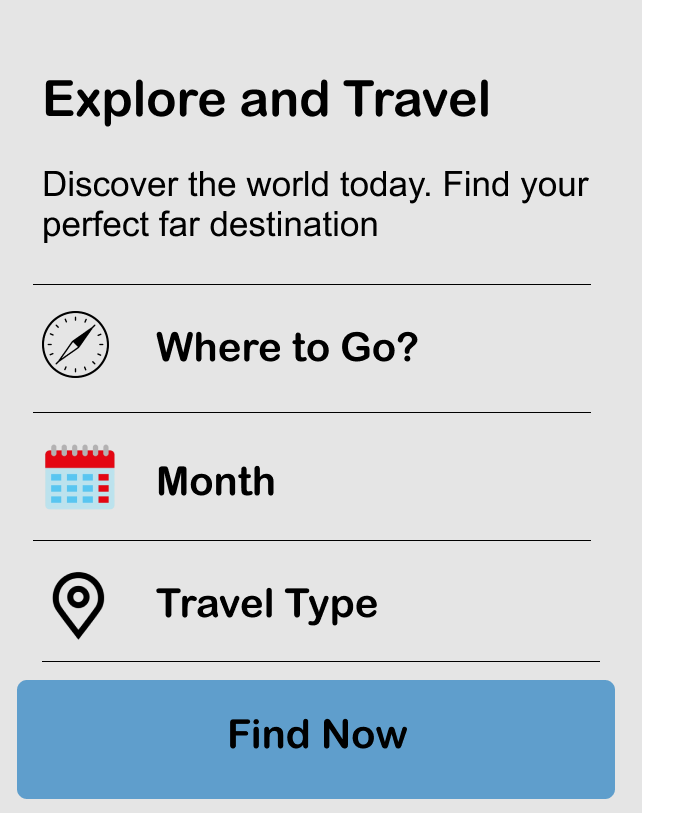 Explore and Travel
Discover the world today. Find your
perfect far destination
Where to Go?
Month
Travel Type
Find Now